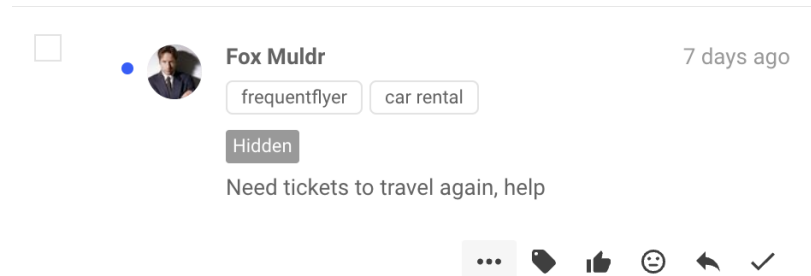 Fox Muldr 7 days ago
frequentflyer car rental
Hidden
Need tickets to travel again, help